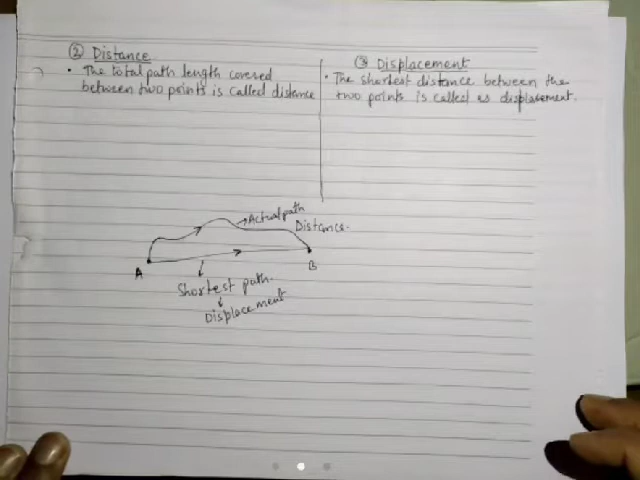 ② Distance
• The total path length covered
between two points is called distance
③ Displacement
• The shortest distance between the
two points is called as displacement.
Actual path
Distance.
A
B
Shortest path.
Displacement